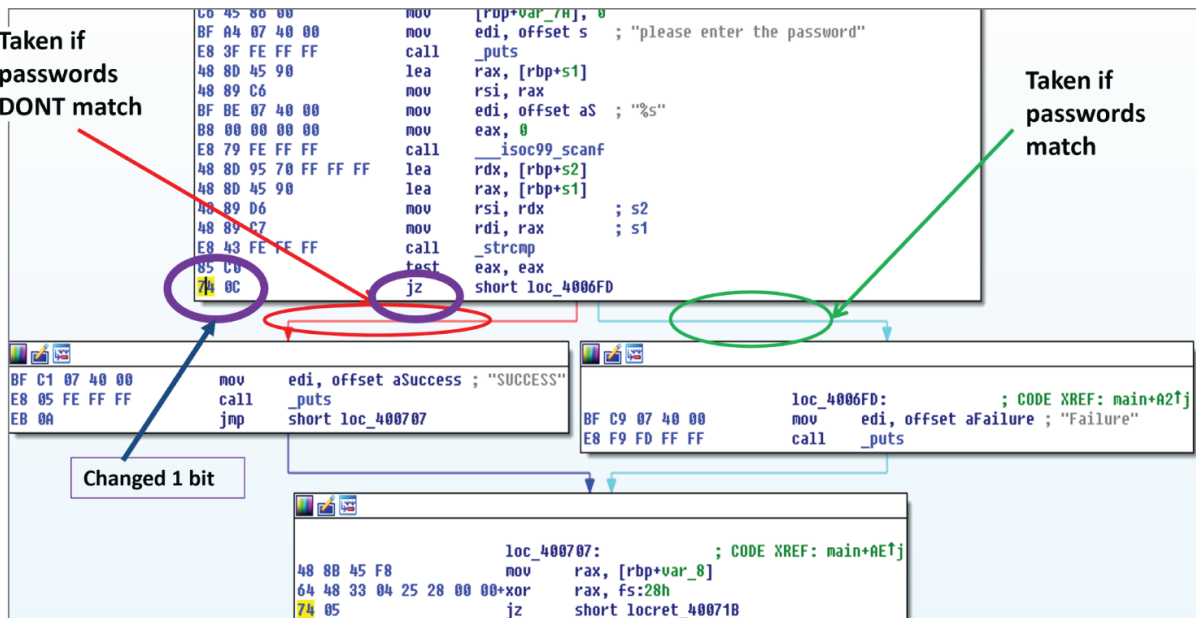 C6 45 86 00 mov [rbp+var_7A], 0
BF A4 07 40 00 mov edi, offset s ; "please enter the password"
E8 3F FE FF FF call _puts
48 8D 45 90 lea rax, [rbp+s1]
48 89 C6 mov rsi, rax
BF BE 07 40 00 mov edi, offset aS ; "%s"
B8 00 00 00 00 mov eax, 0
E8 79 FE FF FF call ___isoc99_scanf
48 8D 95 70 FF FF FF lea rdx, [rbp+s2]
48 8D 45 90 lea rax, [rbp+s1]
48 89 D6 mov rsi, rdx ; s2
48 89 C7 mov rdi, rax ; s1
E8 43 FE FF FF call _strcmp
85 C0 test eax, eax
74 0C jz short loc_4006FD
Taken if
passwords
DONT match
Taken if
passwords
match
BF C1 07 40 00 mov edi, offset aSuccess ; "SUCCESS"
E8 05 FE FF FF call _puts
EB 0A jmp short loc_400707
loc_4006FD: ; CODE XREF: main+A2↑j
BF C9 07 40 00 mov edi, offset aFailure ; "Failure"
E8 F9 FD FF FF call _puts
Changed 1 bit
loc_400707: ; CODE XREF: main+AE↑j
48 8B 45 F8 mov rax, [rbp+var_8]
64 48 33 04 25 28 00 00+xor rax, fs:28h
74 05 jz short locret_40071B